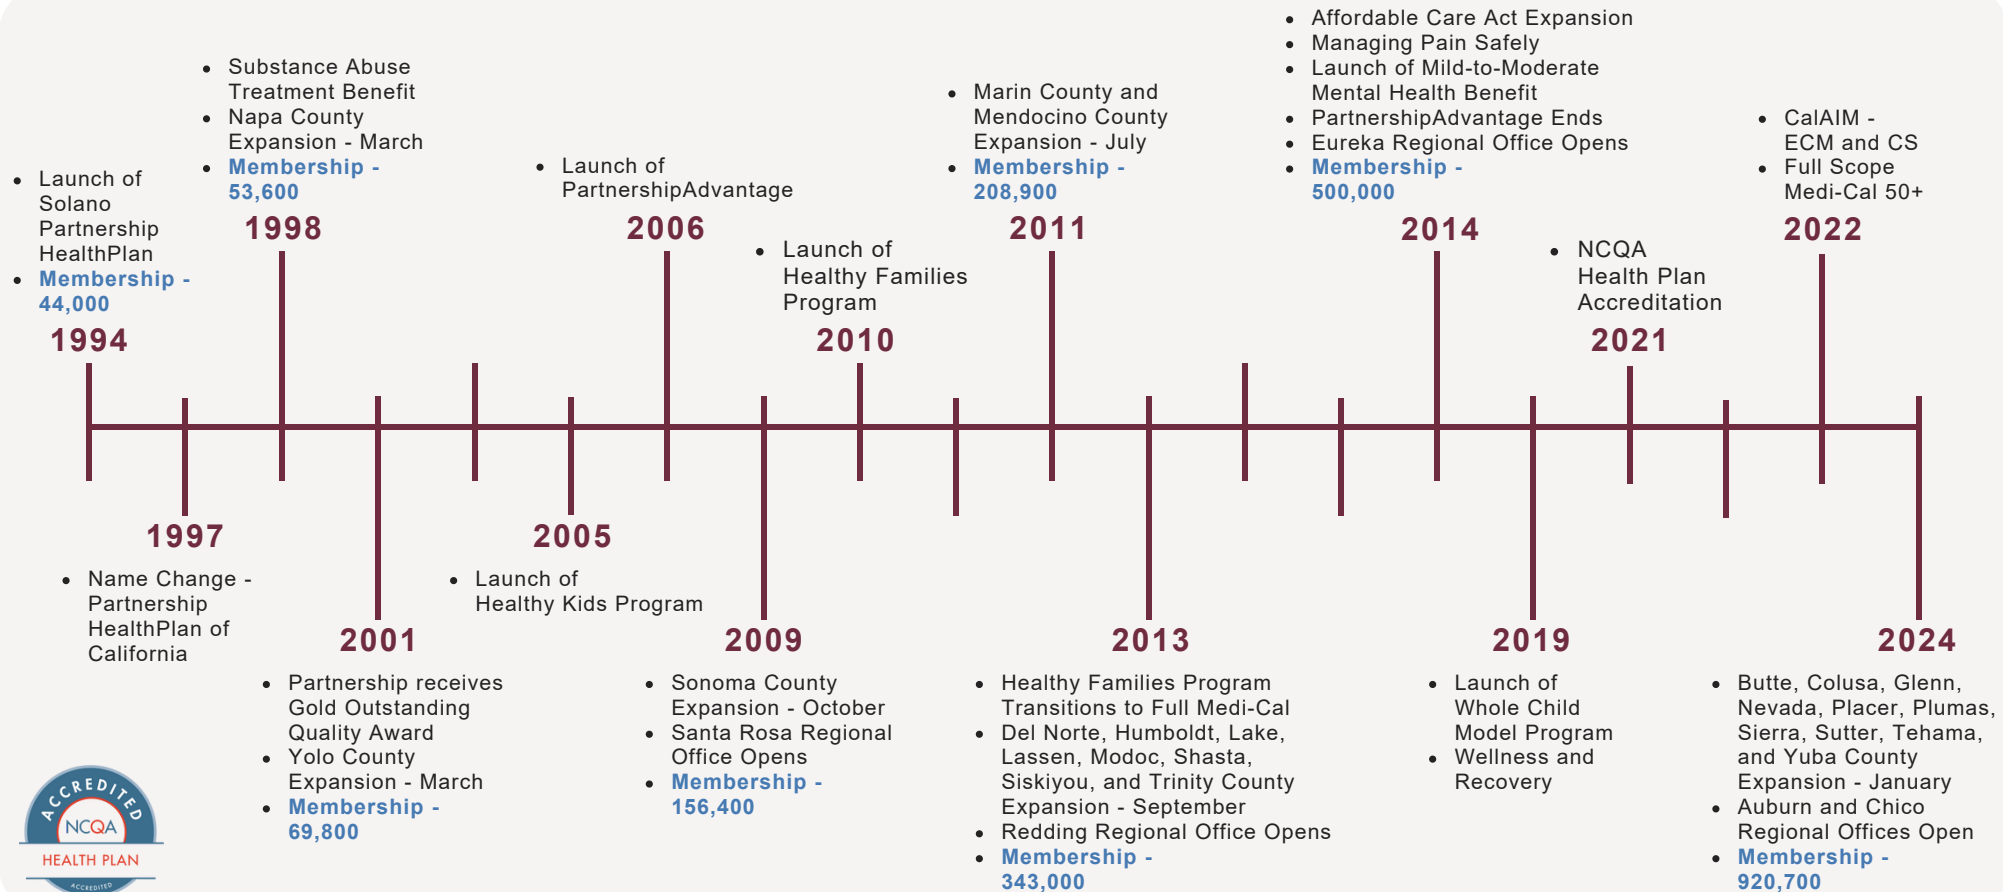 • Launch of
Solano
Partnership
HealthPlan
• Membership -
44,000
1994
• Substance Abuse
Treatment Benefit
• Napa County
Expansion - March
• Membership -
53,600
1998
• Launch of
PartnershipAdvantage
2006
• Launch of
Healthy Families
Program
2010
• Marin County and
Mendocino County
Expansion - July
• Membership -
208,900
2011
• Affordable Care Act Expansion
• Managing Pain Safely
• Launch of Mild-to-Moderate
Mental Health Benefit
• PartnershipAdvantage Ends
• Eureka Regional Office Opens
• Membership -
500,000
2014
• NCQA
Health Plan
Accreditation
2021
• CalAIM -
ECM and CS
• Full Scope
Medi-Cal 50+
2022
1997
• Name Change -
Partnership
HealthPlan of
California
2001
• Partnership receives
Gold Outstanding
Quality Award
• Yolo County
Expansion - March
• Membership -
69,800
2005
• Launch of
Healthy Kids Program
2009
• Sonoma County
Expansion - October
• Santa Rosa Regional
Office Opens
• Membership -
156,400
2013
• Healthy Families Program
Transitions to Full Medi-Cal
• Del Norte, Humboldt, Lake,
Lassen, Modoc, Shasta,
Siskiyou, and Trinity County
Expansion - September
• Redding Regional Office Opens
• Membership -
343,000
2019
• Launch of
Whole Child
Model Program
• Wellness and
Recovery
2024
• Butte, Colusa, Glenn,
Nevada, Placer, Plumas,
Sierra, Sutter, Tehama,
and Yuba County
Expansion - January
• Auburn and Chico
Regional Offices Open
• Membership -
920,700
ACCREDITED
NCQA
HEALTH PLAN
ACCREDITED